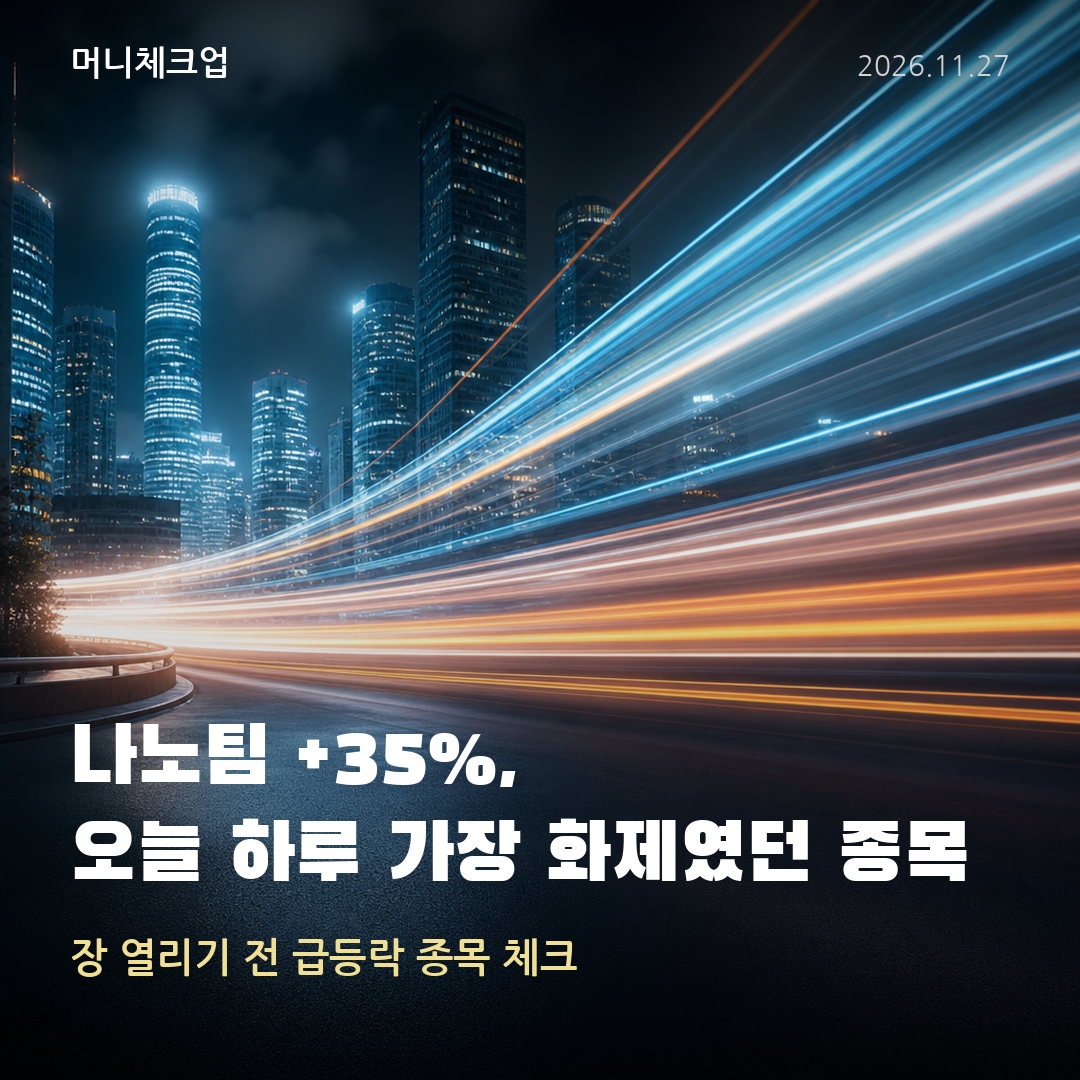 머니체크업
2026.11.27
나노팀 +35%,
오늘 하루 가장 화제였던 종목
장 열리기 전 급등락 종목 체크